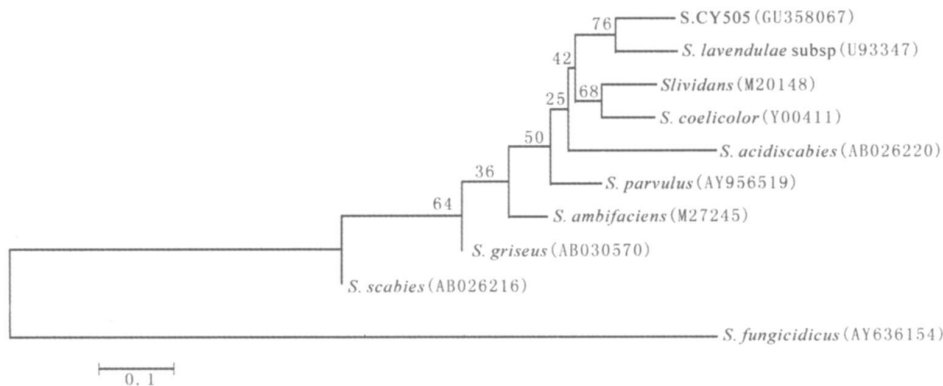 76 S.CY505(GU358067)
S. lavendulae subsp(U93347)
42
Slividans(M20148)
68
25
S. coelicolor(Y00411)
50
S. acidiscabies(AB026220)
36
S. parvulus(AY956519)
64
S. ambifaciens(M27245)
S. griseus(AB030570)
S. scabies(AB026216)
S. fungicidicus(AY636154)
0.1